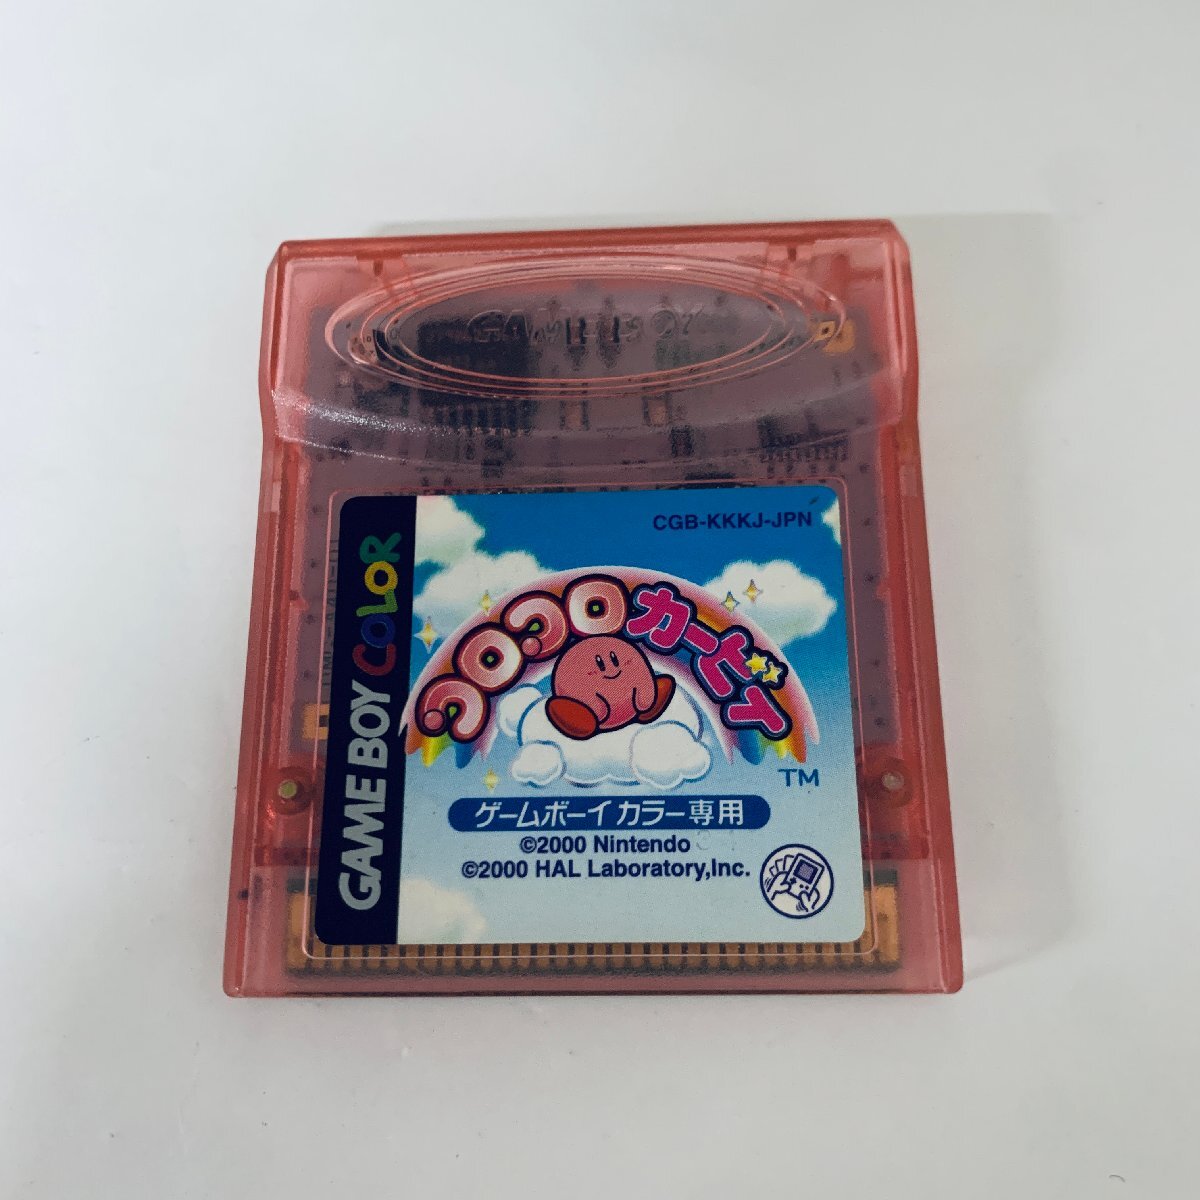 GAME BOY COLOR
CGB-KKKJ-JPN
コロコロカービィ
TM
ゲームボーイカラー専用
©2000 Nintendo
©2000 HAL Laboratory,Inc.